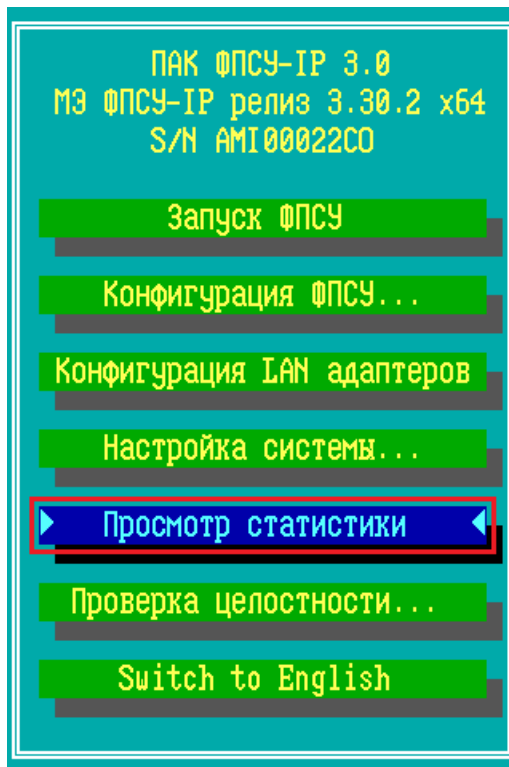 ПАК ФПСУ-IP 3.0
МЭ ФПСУ-IP релиз 3.30.2 x64
S/N AMI00022CO
Запуск ФПСУ
Конфигурация ФПСУ...
Конфигурация LAN адаптеров
Настройка системы...
Просмотр статистики
Проверка целостности...
Switch to English